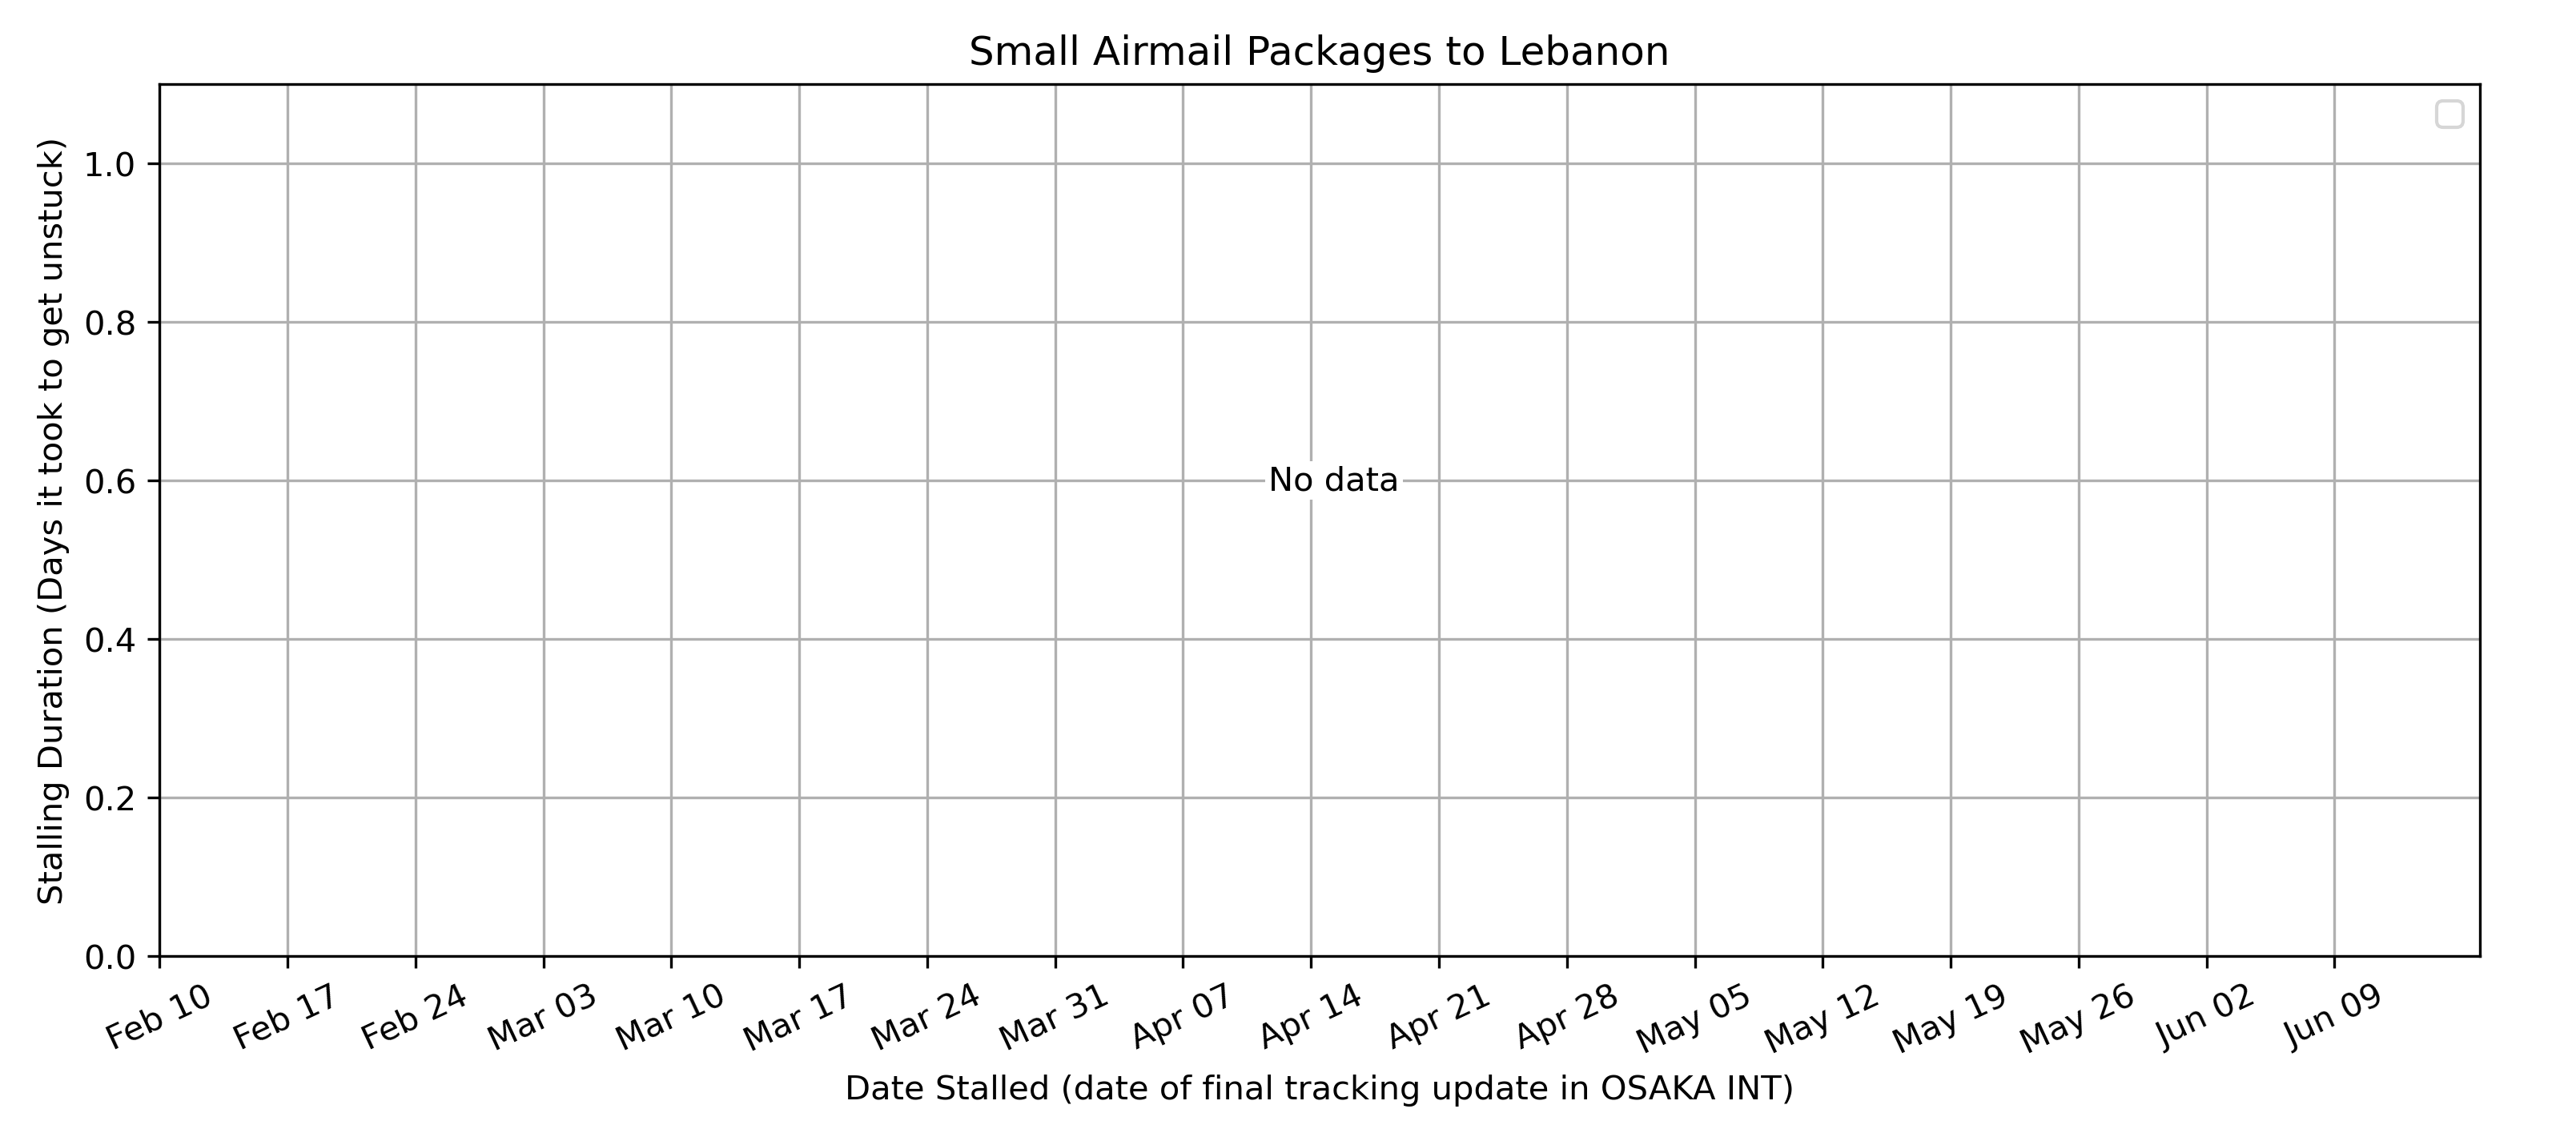 Small Airmail Packages to Lebanon
Stalling Duration (Days it took to get unstuck)
1.0
0.8
0.6
0.4
0.2
0.0
No data
Feb 10
Feb 17
Feb 24
Mar 03
Mar 10
Mar 17
Mar 24
Mar 31
Apr 07
Apr 14
Apr 21
Apr 28
May 05
May 12
May 19
May 26
Jun 02
Jun 09
Date Stalled (date of final tracking update in OSAKA INT)